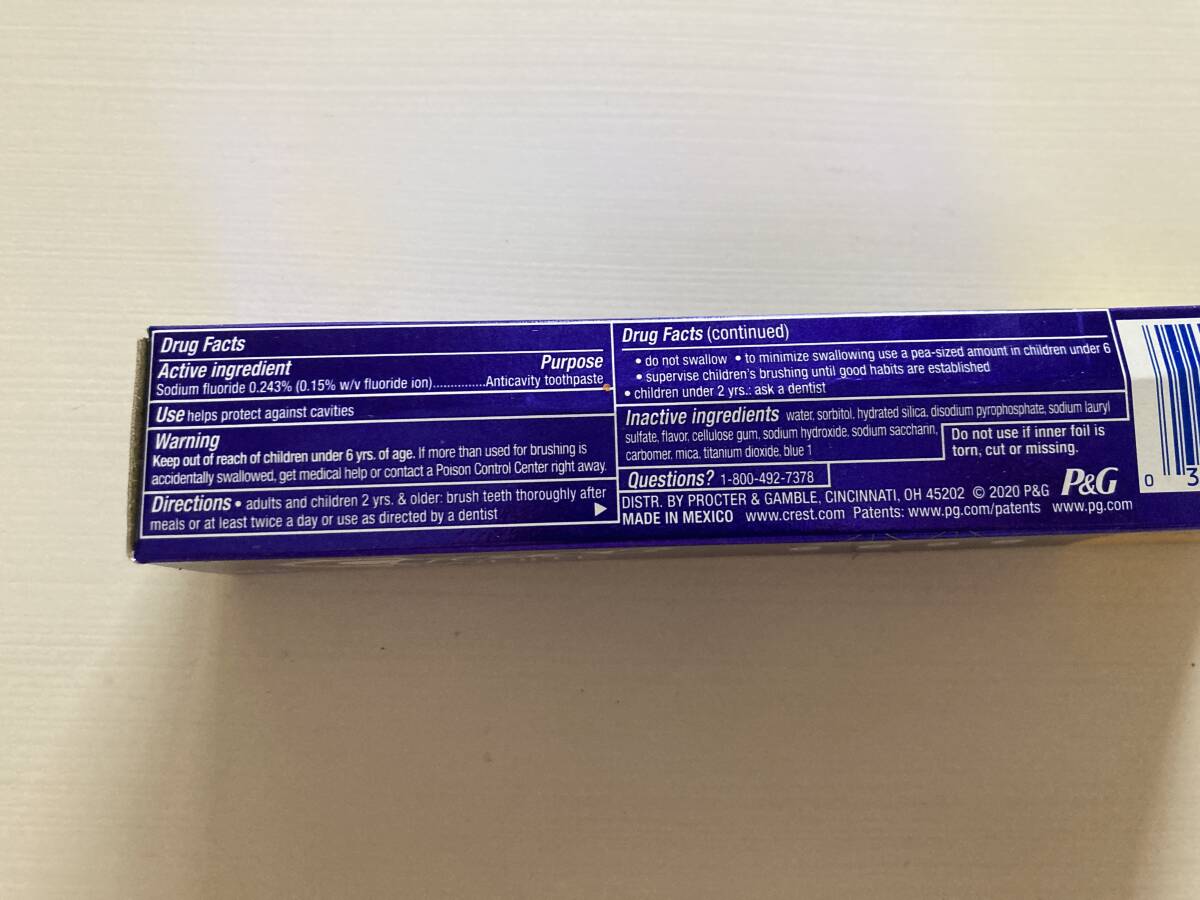 Drug Facts
Active ingredient Purpose
Sodium fluoride 0.243% (0.15% w/v fluoride ion)...............Anticavity toothpaste
Use helps protect against cavities
Warning
Keep out of reach of children under 6 yrs. of age. If more than used for brushing is
accidentally swallowed, get medical help or contact a Poison Control Center right away.
Directions • adults and children 2 yrs. & older: brush teeth thoroughly after
meals or at least twice a day or use as directed by a dentist
Drug Facts (continued)
• do not swallow • to minimize swallowing use a pea-sized amount in children under 6
• supervise children's brushing until good habits are established
• children under 2 yrs.: ask a dentist
Inactive ingredients water, sorbitol, hydrated silica, disodium pyrophosphate, sodium lauryl
sulfate, flavor, cellulose gum, sodium hydroxide, sodium saccharin,
carbomer, mica, titanium dioxide, blue 1
Do not use if inner foil is
torn, cut or missing.
Questions? 1-800-492-7378
DISTR. BY PROCTER & GAMBLE, CINCINNATI, OH 45202 © 2020 P&G
MADE IN MEXICO www.crest.com Patents: www.pg.com/patents www.pg.com
P&G
0 3